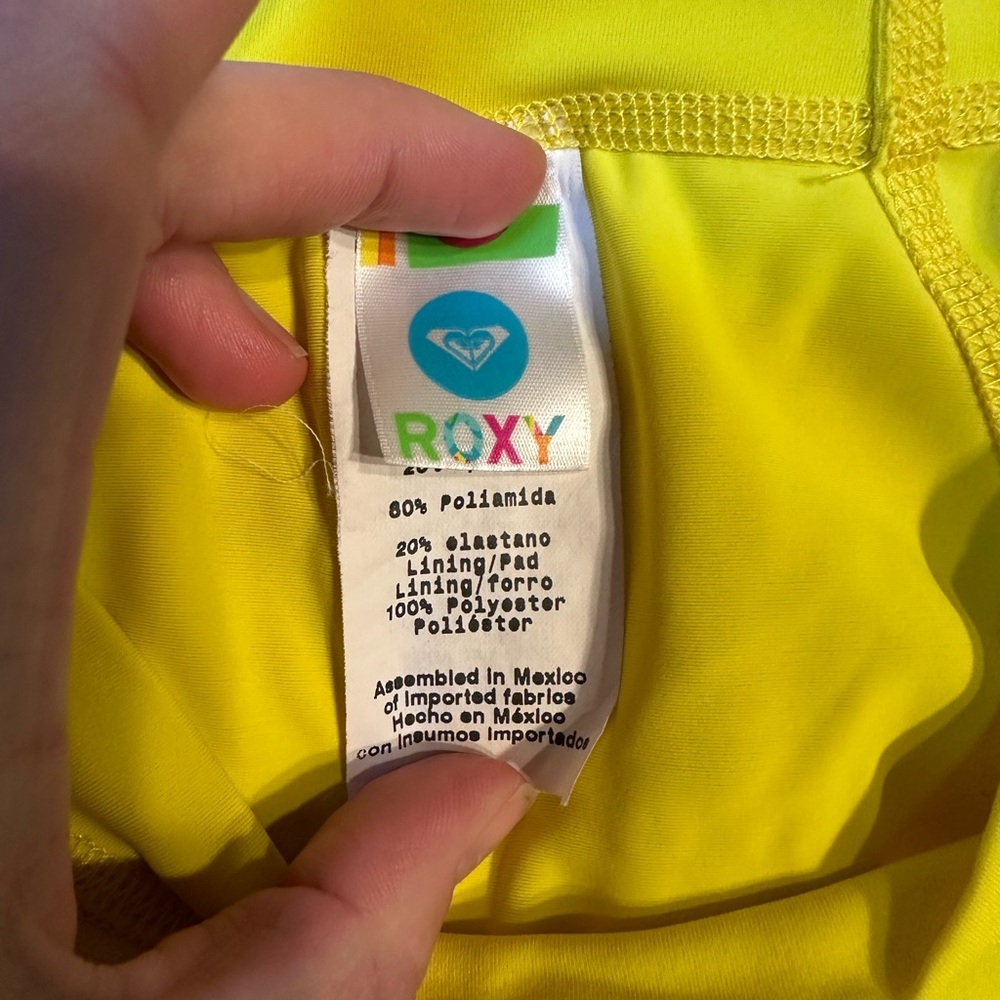 ROXY
80% Poliamida
20% elastano
Lining/Pad
Lining/forro
100% Polyester
Poliéster
Assembled in Mexico
of Imported fabrics
Hecho en México
con Insumos Importados